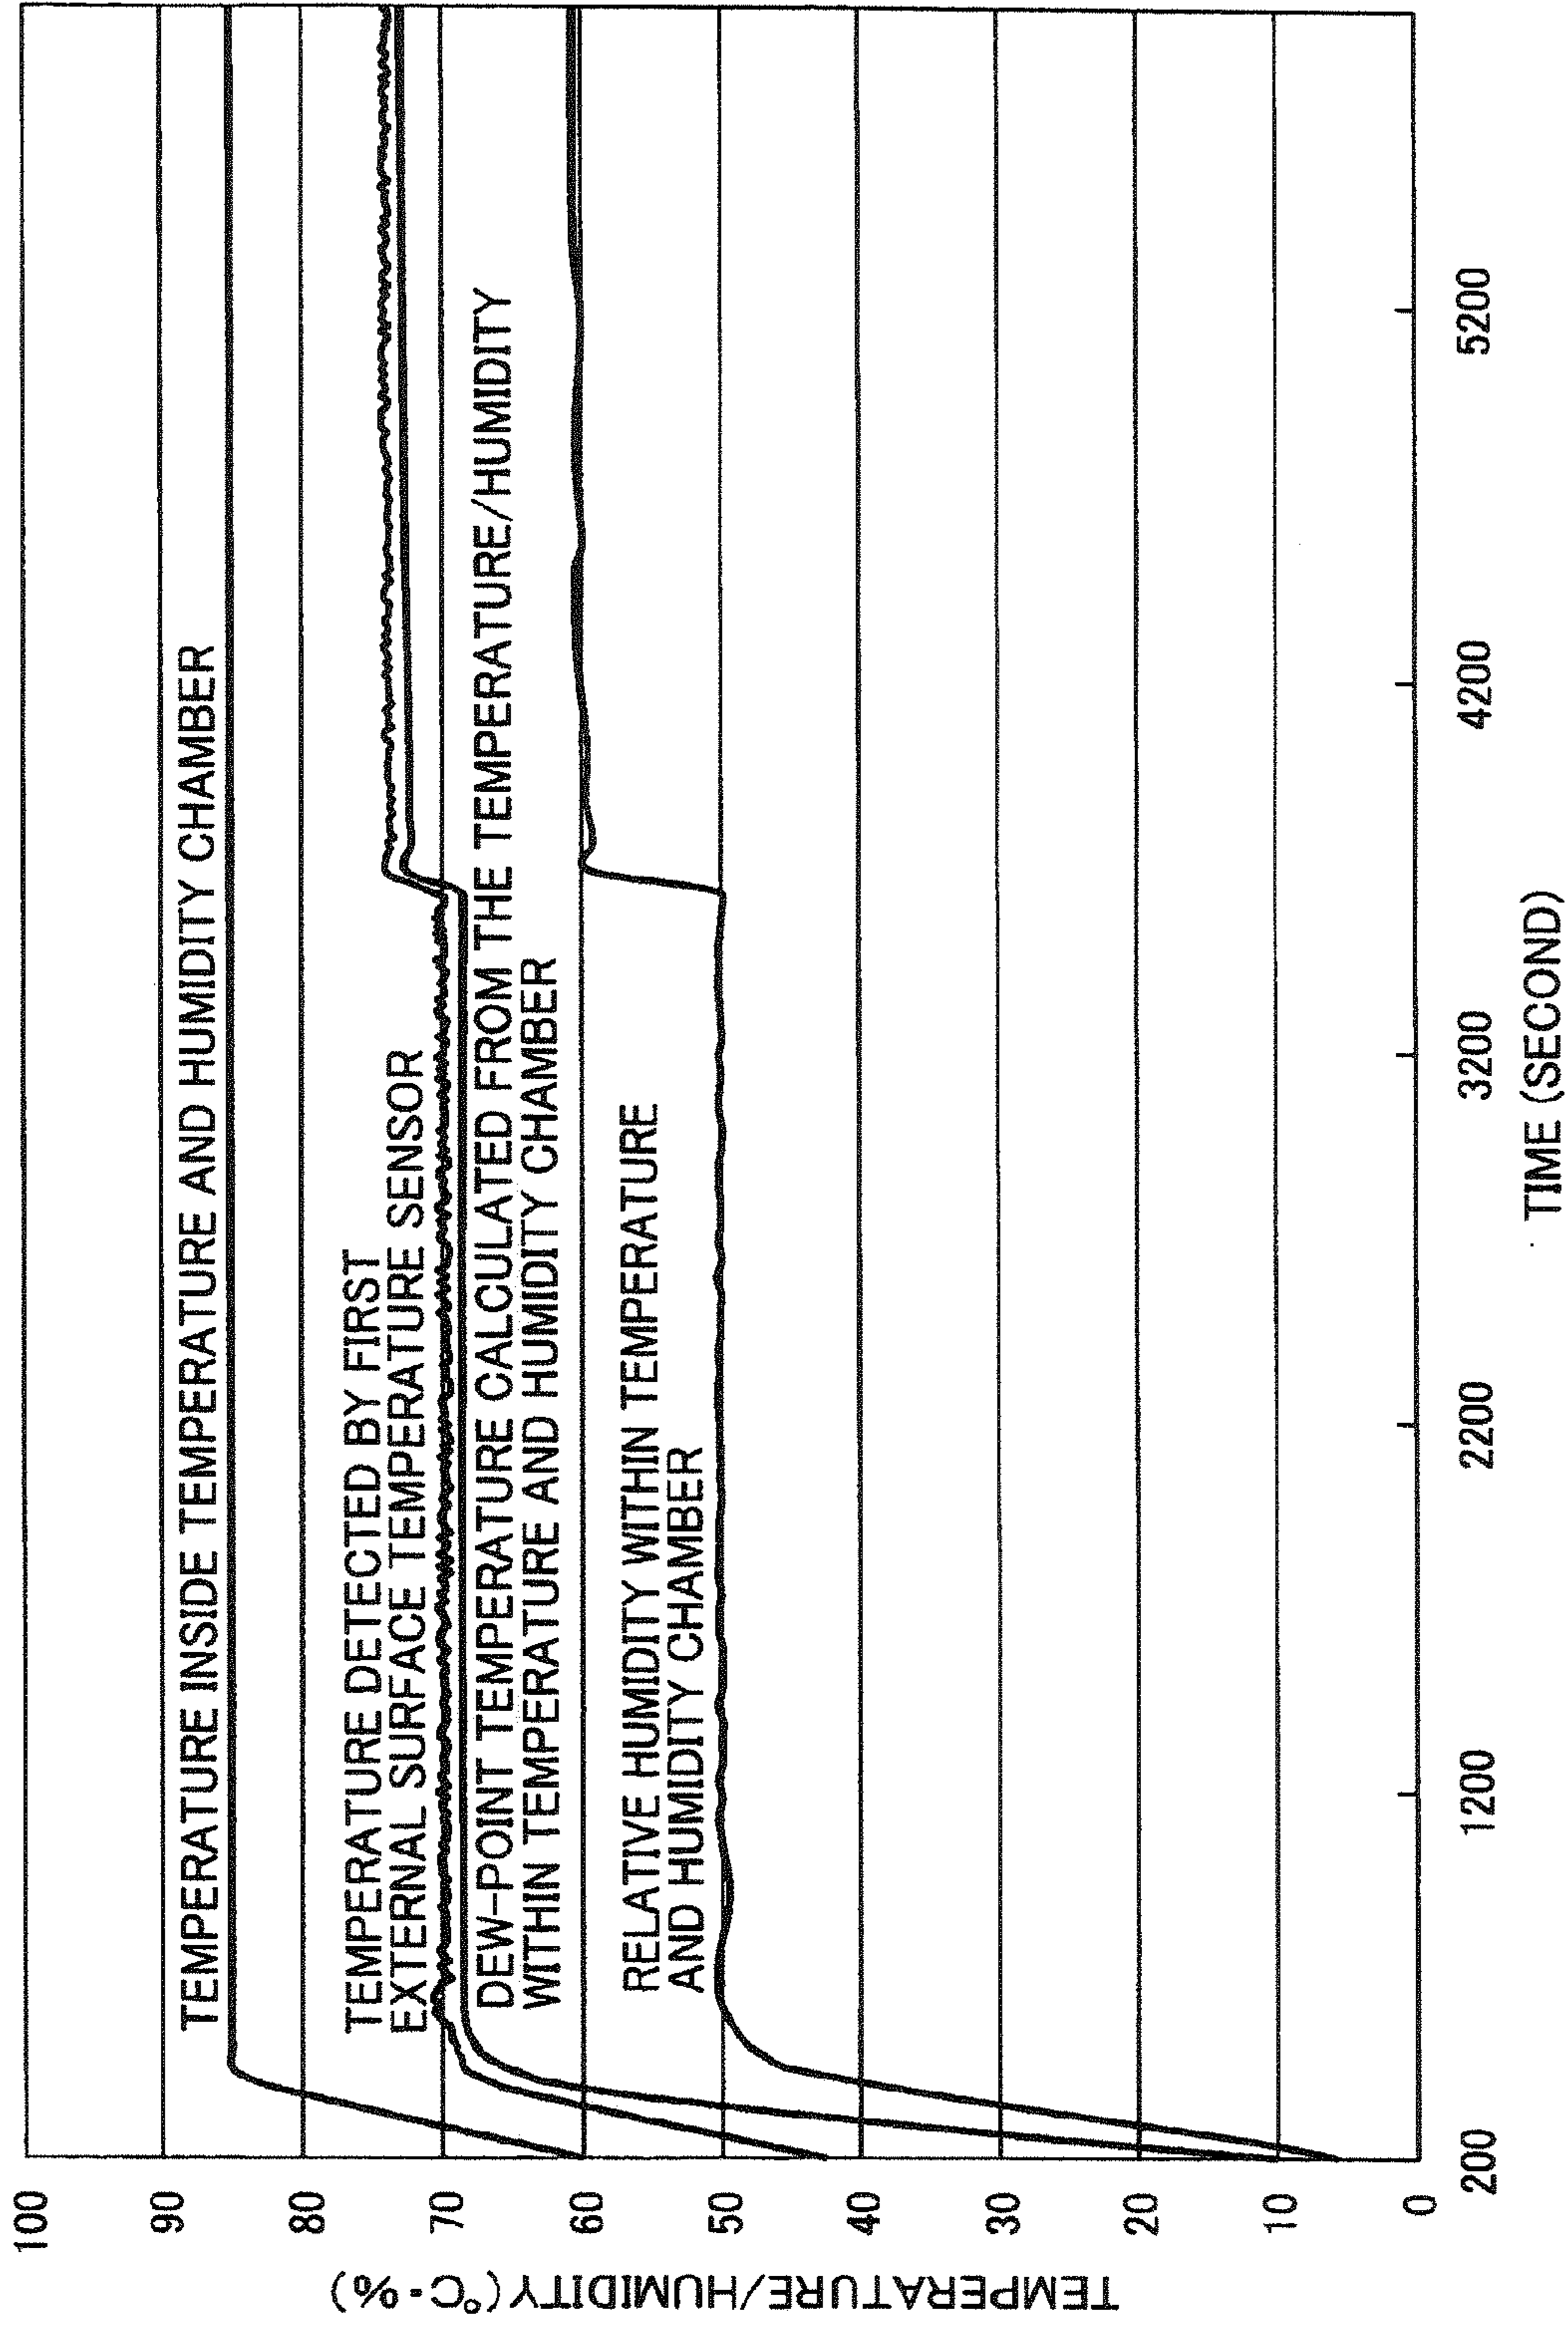 TEMPERATURE/HUMIDITY(°C·%)
100
90
80
70
60
50
40
30
20
10
0
TEMPERATURE INSIDE TEMPERATURE AND HUMIDITY CHAMBER
TEMPERATURE DETECTED BY FIRST
EXTERNAL SURFACE TEMPERATURE SENSOR
DEW-POINT TEMPERATURE CALCULATED FROM THE TEMPERATURE/HUMIDITY
WITHIN TEMPERATURE AND HUMIDITY CHAMBER
RELATIVE HUMIDITY WITHIN TEMPERATURE
AND HUMIDITY CHAMBER
200
1200
2200
3200
4200
5200
TIME (SECOND)